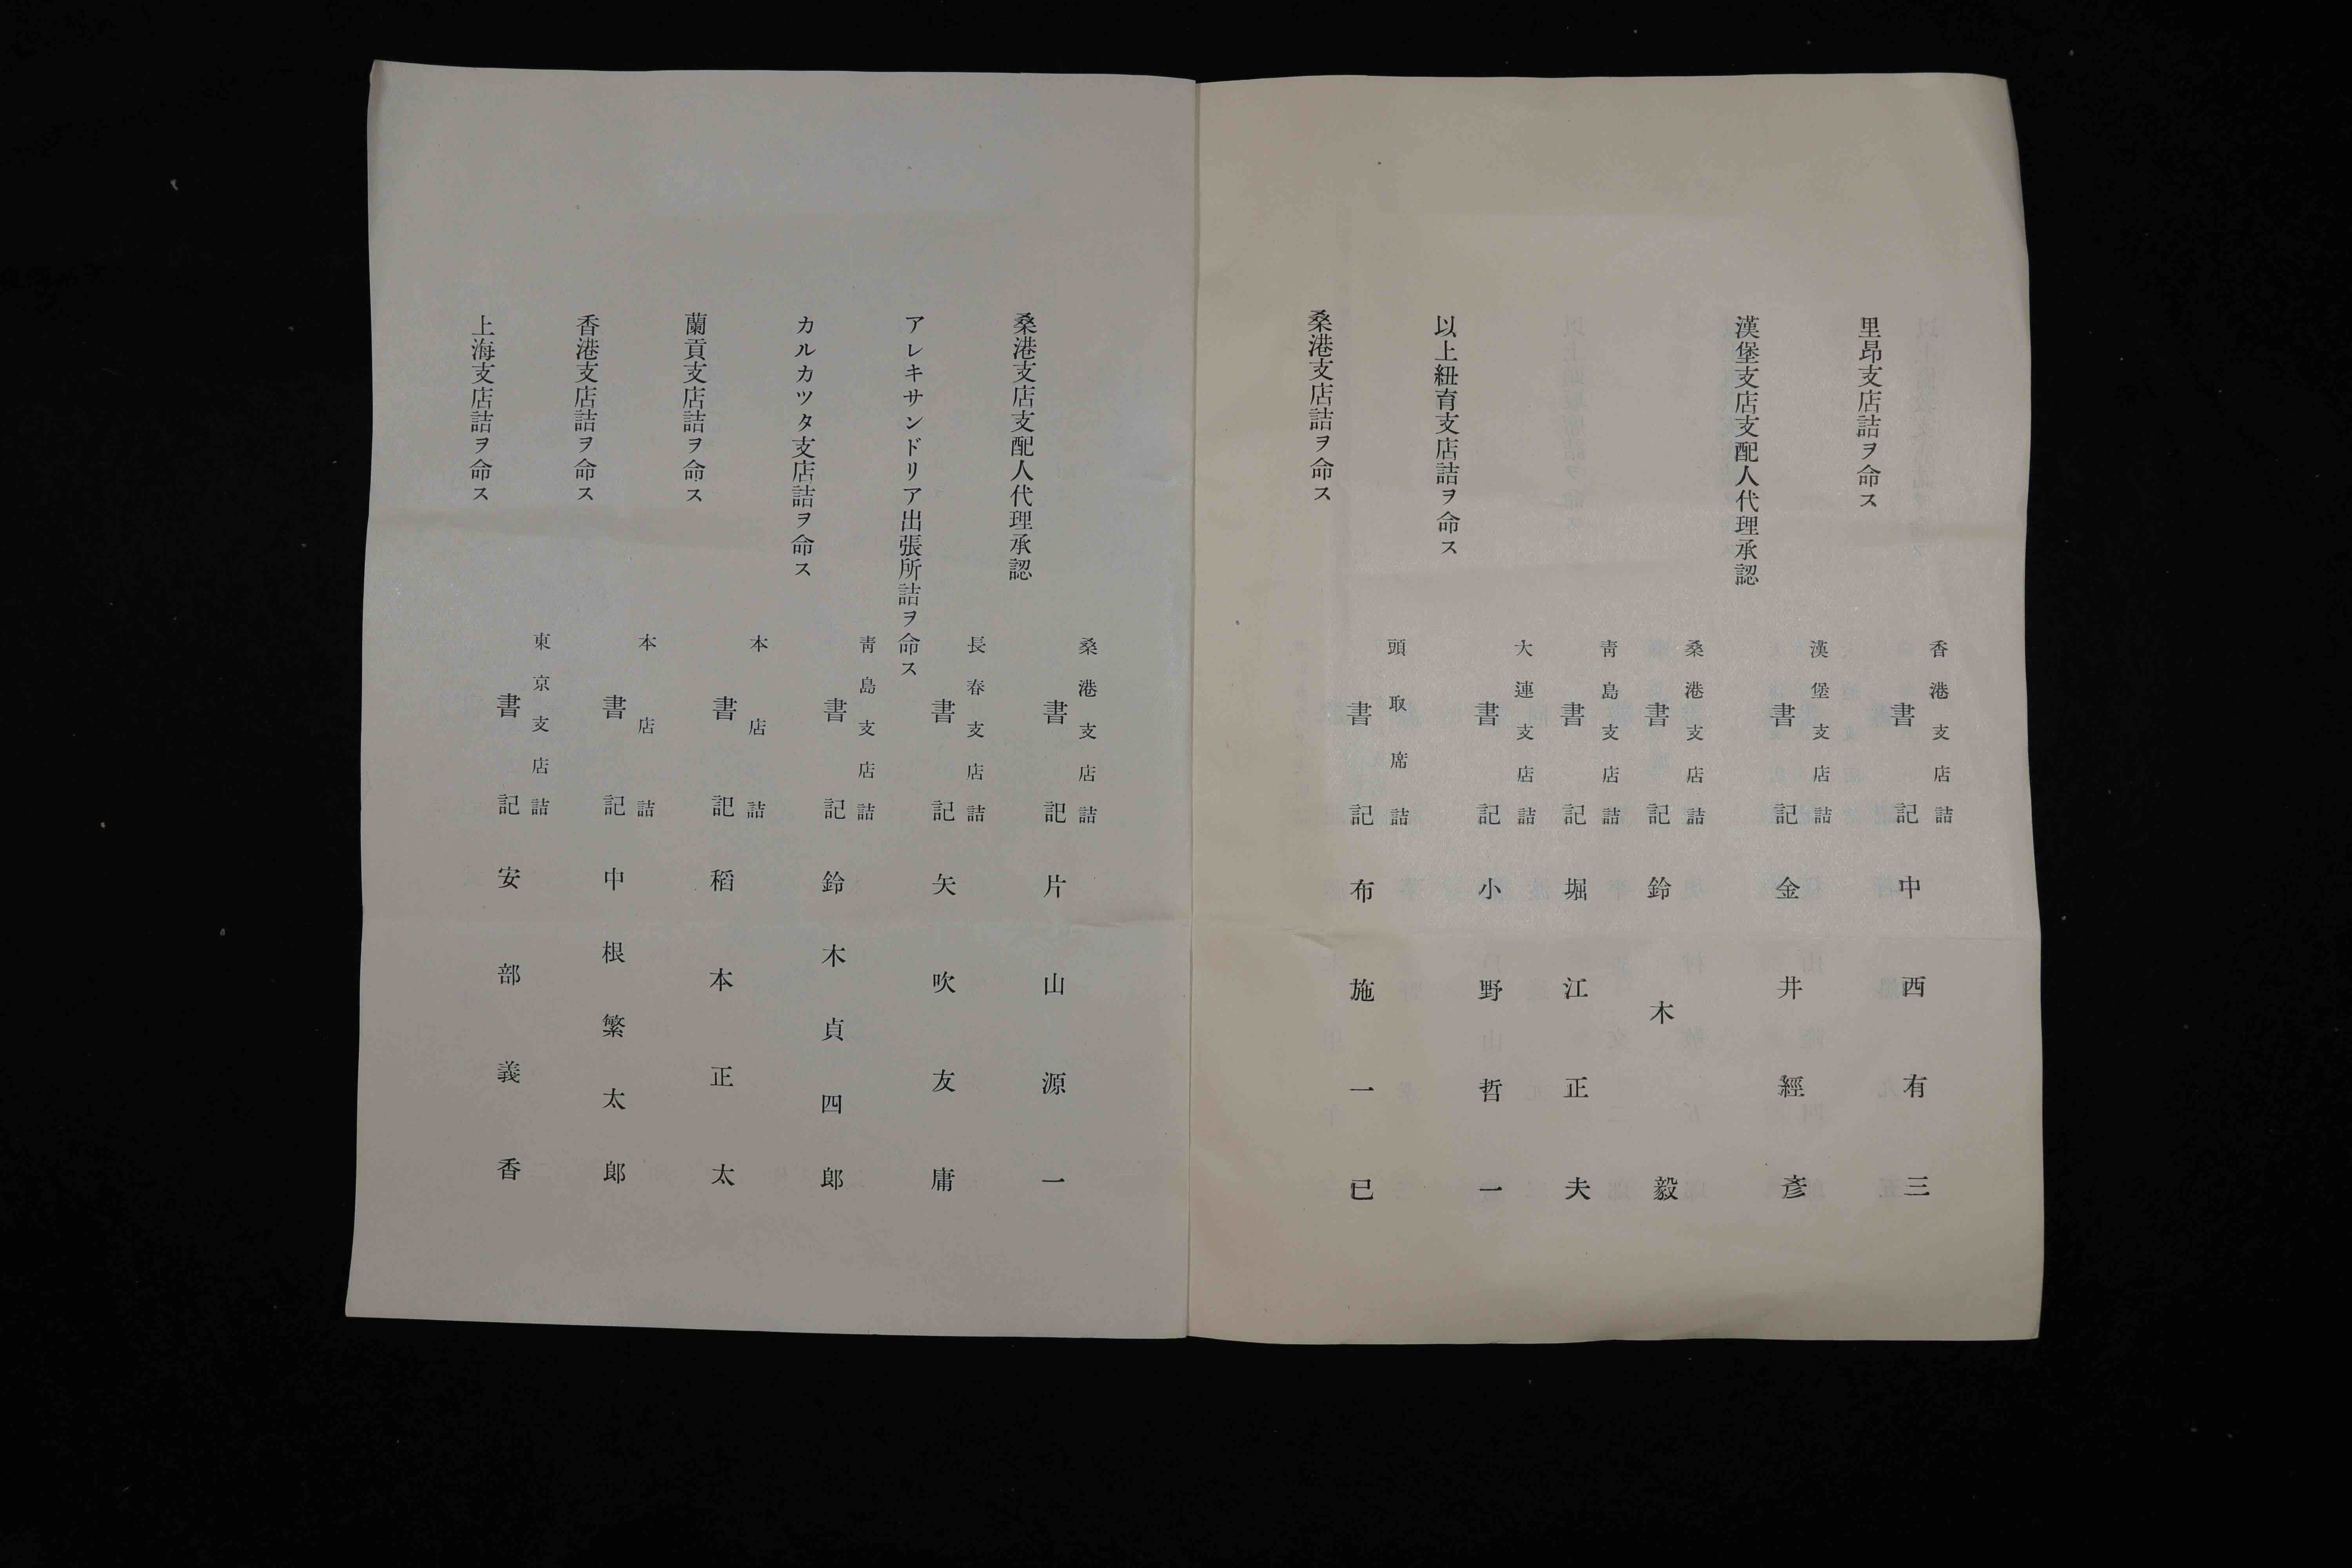 香港支店詰
書記 中西有三
里昂支店詰ヲ命ス
漢堡支店詰
書記 金井經彥
漢堡支店支配人代理承認
桑港支店詰
書記 鈴木毅
靑島支店詰
書記 堀江正夫
大連支店詰
書記 小野哲一
以上紐育支店詰ヲ命ス
頭取席詰
書記 布施一已
桑港支店詰ヲ命ス
桑港支店詰
書記 片山源一
桑港支店支配人代理承認
長春支店詰
書記 矢吹友庸
アレキサンドリア出張所詰ヲ命ス
靑島支店詰
書記 鈴木貞四郎
カルカツタ支店詰ヲ命ス
本店詰
書記 稻本正太
蘭貢支店詰ヲ命ス
本店詰
書記 中根繁太郎
香港支店詰ヲ命ス
東京支店詰
書記 安部義香
上海支店詰ヲ命ス